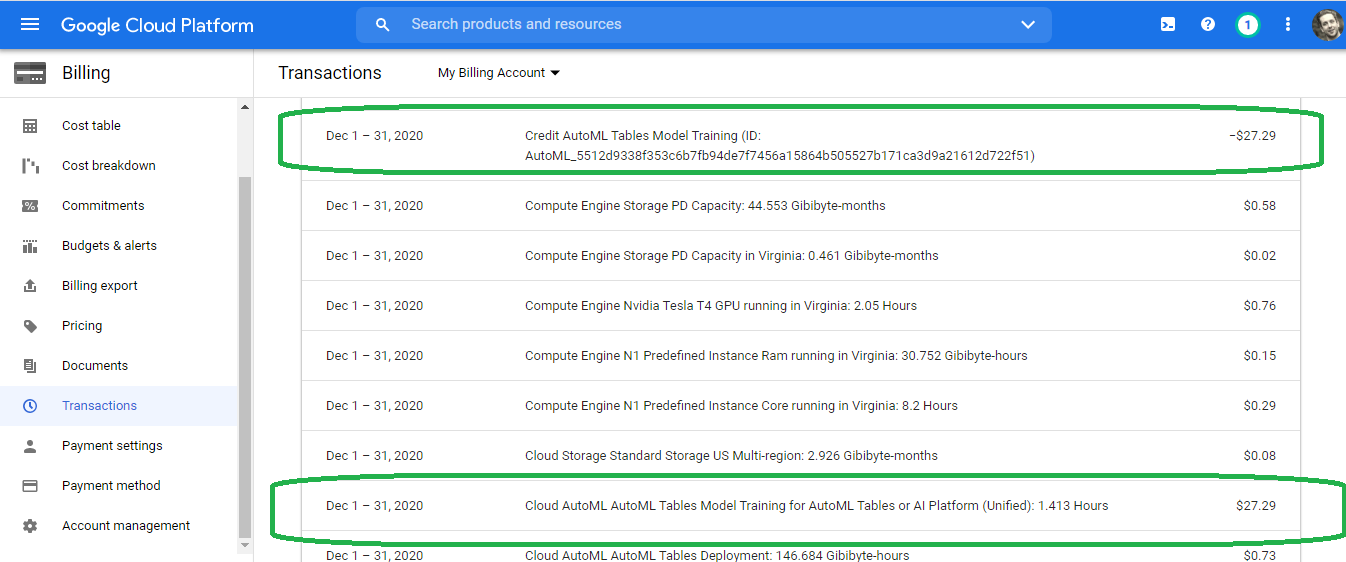 Google Cloud Platform
Search products and resources
1
Billing
Transactions
My Billing Account
Cost table
Cost breakdown
Commitments
Budgets & alerts
Billing export
Pricing
Documents
Transactions
Payment settings
Payment method
Account management
Dec 1 – 31, 2020 Credit AutoML Tables Model Training (ID: −$27.29
AutoML_5512d9338f353c6b7fb94de7f7456a15864b505527b171ca3d9a21612d722f51)
Dec 1 – 31, 2020 Compute Engine Storage PD Capacity: 44.553 Gibibyte-months $0.58
Dec 1 – 31, 2020 Compute Engine Storage PD Capacity in Virginia: 0.461 Gibibyte-months $0.02
Dec 1 – 31, 2020 Compute Engine Nvidia Tesla T4 GPU running in Virginia: 2.05 Hours $0.76
Dec 1 – 31, 2020 Compute Engine N1 Predefined Instance Ram running in Virginia: 30.752 Gibibyte-hours $0.15
Dec 1 – 31, 2020 Compute Engine N1 Predefined Instance Core running in Virginia: 8.2 Hours $0.29
Dec 1 – 31, 2020 Cloud Storage Standard Storage US Multi-region: 2.926 Gibibyte-months $0.08
Dec 1 – 31, 2020 Cloud AutoML AutoML Tables Model Training for AutoML Tables or AI Platform (Unified): 1.413 Hours $27.29
Dec 1 – 31, 2020 Cloud AutoML AutoML Tables Deployment: 146.684 Gibibyte-hours $0.73